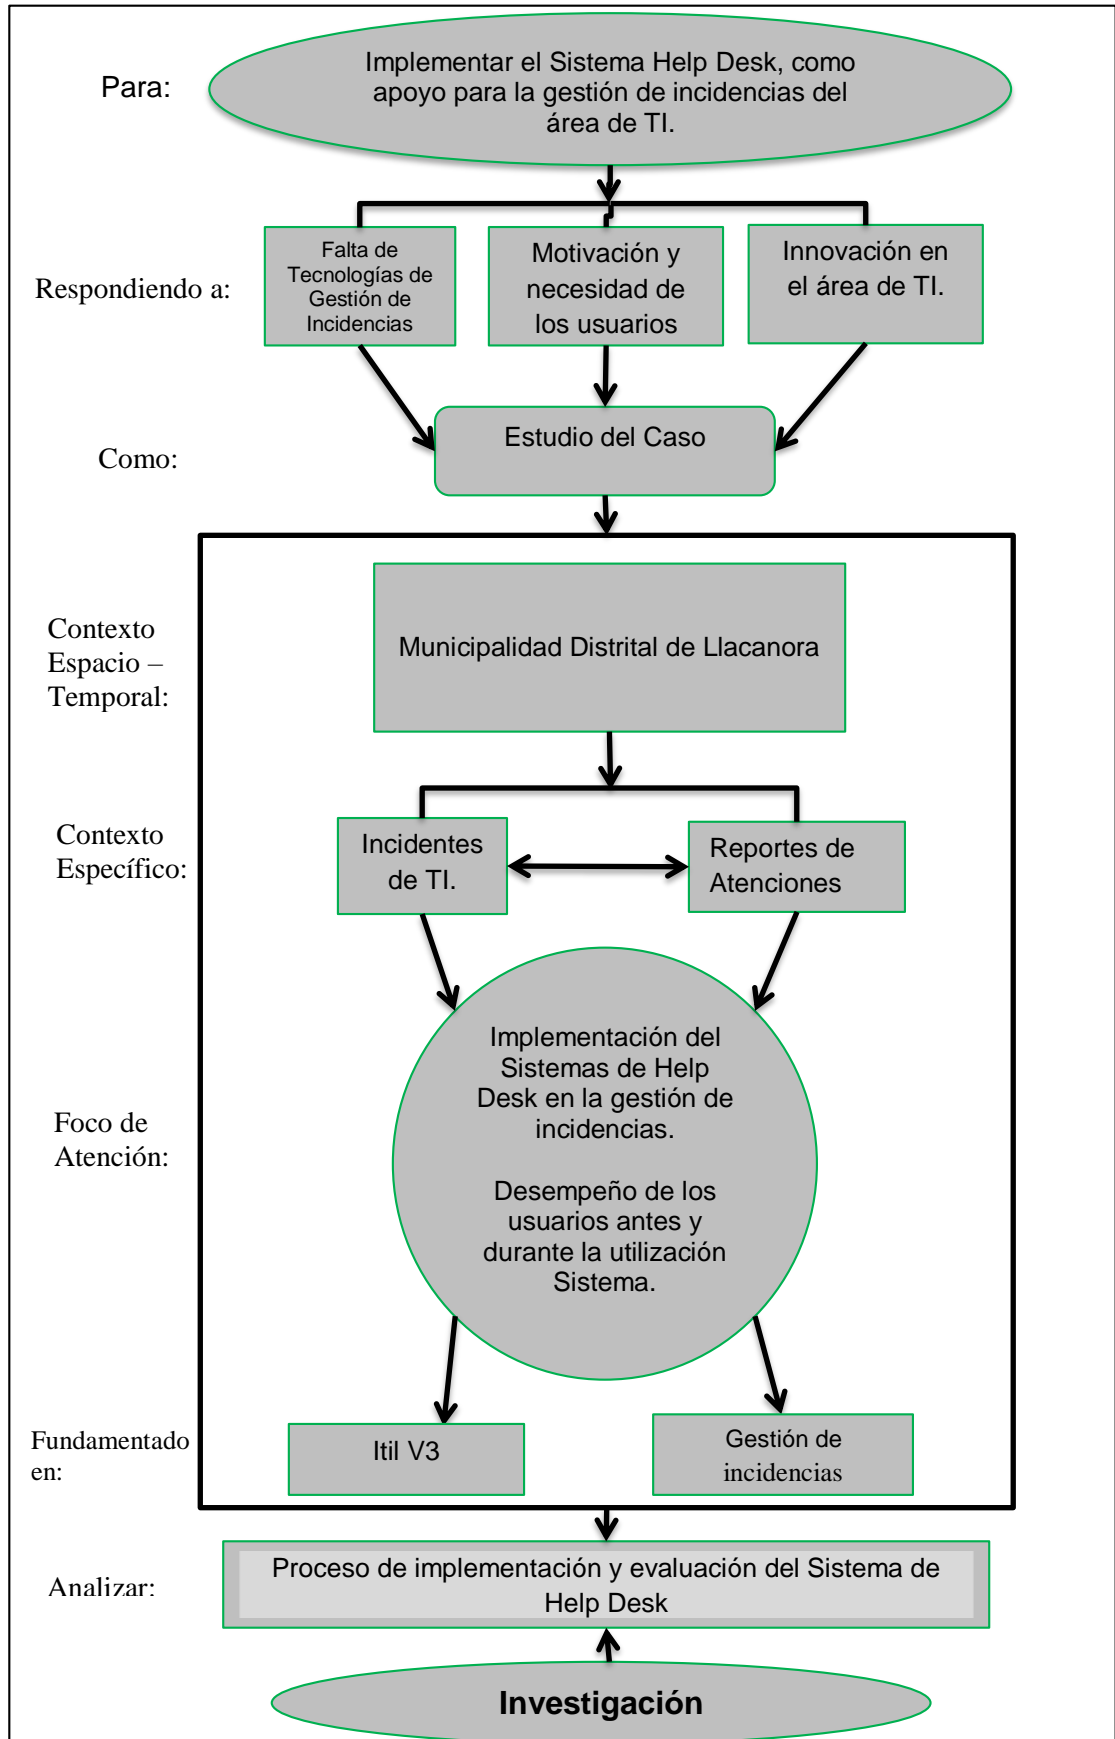 Para:
Implementar el Sistema Help Desk, como
apoyo para la gestión de incidencias del
área de TI.
Respondiendo a:
Falta de
Tecnologías de
Gestión de
Incidencias
Motivación y
necesidad de
los usuarios
Innovación en
el área de TI.
Como:
Estudio del Caso
Contexto
Espacio –
Temporal:
Municipalidad Distrital de Llacanora
Contexto
Específico:
Incidentes
de TI.
Reportes de
Atenciones
Foco de
Atención:
Implementación del
Sistemas de Help
Desk en la gestión de
incidencias.
Desempeño de los
usuarios antes y
durante la utilización
Sistema.
Fundamentado
en:
Itil V3
Gestión de
incidencias
Analizar:
Proceso de implementación y evaluación del Sistema de
Help Desk
Investigación